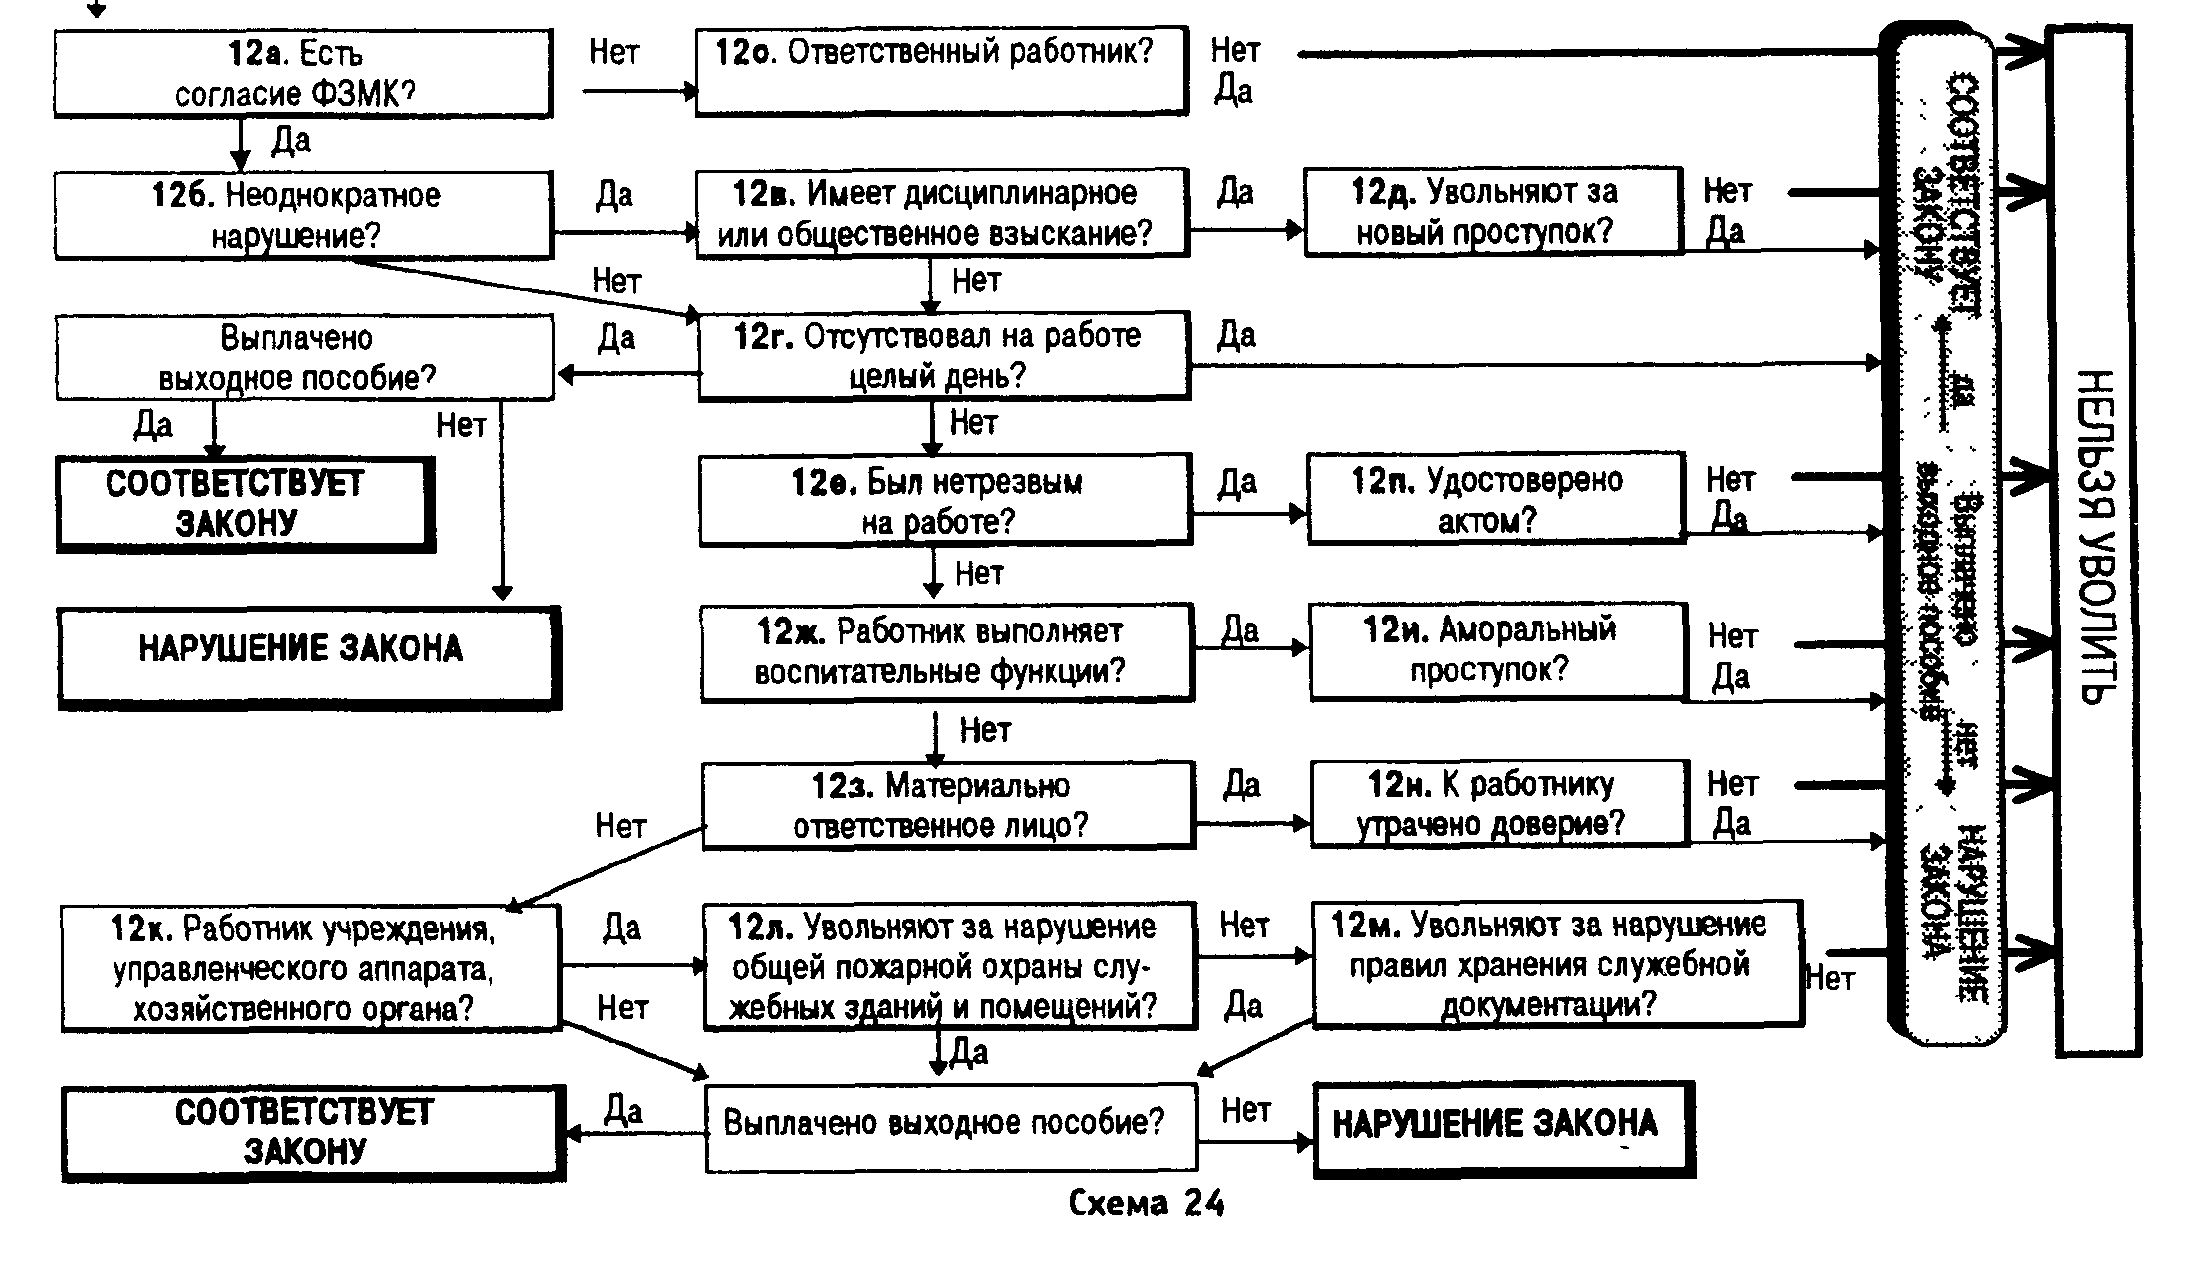 12а. Есть
согласие ФЗМК?
Нет
12о. Ответственный работник?
Нет
Да
Да
12б. Неоднократное
нарушение?
Да
12в. Имеет дисциплинарное
или общественное взыскание?
Да
12д. Увольняют за
новый проступок?
Нет
Да
Нет
Нет
Выплачено
выходное пособие?
Да
12г. Отсутствовал на работе
целый день?
Да
Да
Нет
Нет
СООТВЕТСТВУЕТ
ЗАКОНУ
12е. Был нетрезвым
на работе?
Да
12п. Удостоверено
актом?
Нет
Да
Нет
НАРУШЕНИЕ ЗАКОНА
12ж. Работник выполняет
воспитательные функции?
Да
12и. Аморальный
проступок?
Нет
Да
Нет
12з. Материально
ответственное лицо?
Да
12н. К работнику
утрачено доверие?
Нет
Да
Нет
12к. Работник учреждения,
управленческого аппарата,
хозяйственного органа?
Да
Нет
12л. Увольняют за нарушение
общей пожарной охраны слу-
жебных зданий и помещений?
Нет
Да
12м. Увольняют за нарушение
правил хранения служебной
документации?
Нет
Да
СООТВЕТСТВУЕТ
ЗАКОНУ
Да
Выплачено выходное пособие?
Нет
НАРУШЕНИЕ ЗАКОНА
СООТВЕТСТВУЕТ
ЗАКОНУ
да
Выплачено
выходное пособие
нет
НАРУШЕНИЕ
ЗАКОНА
НЕЛЬЗЯ УВОЛИТЬ
Схема 24